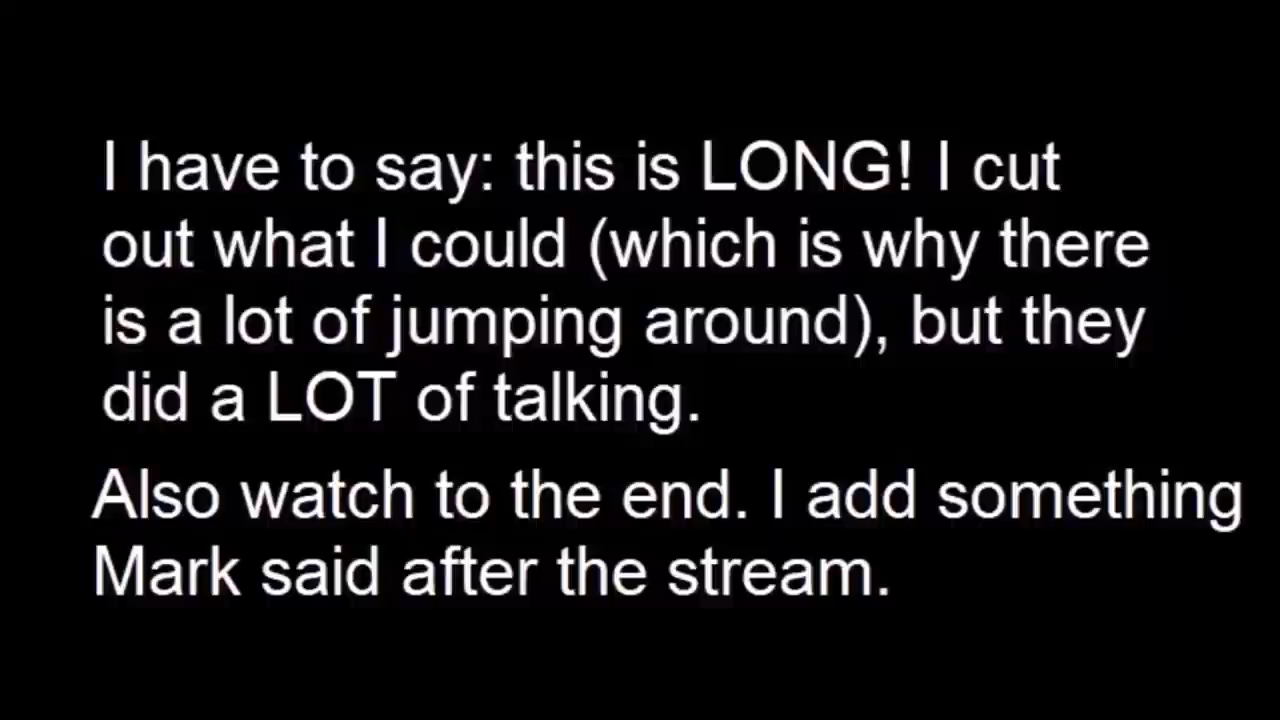 I have to say: this is LONG! I cut
out what I could (which is why there
is a lot of jumping around), but they
did a LOT of talking.
Also watch to the end. I add something
Mark said after the stream.